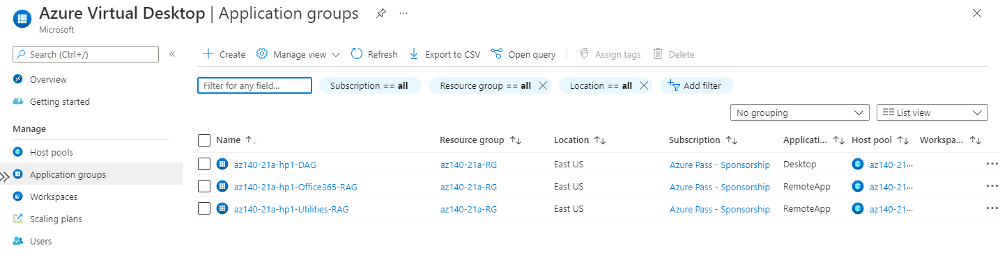 Azure Virtual Desktop | Application groups ...
Microsoft
Search (Ctrl+/)
Overview
Getting started
Manage
Host pools
Application groups
Workspaces
Scaling plans
Users
Create Manage view Refresh Export to CSV Open query Assign tags Delete
Filter for any field... Subscription == all Resource group == all Location == all Add filter
No grouping List view
Name Resource group Location Subscription Applicati... Host pool Workspa...
az140-21a-hp1-DAG az140-21a-RG East US Azure Pass - Sponsorship Desktop az140-21...
az140-21a-hp1-Office365-RAG az140-21a-RG East US Azure Pass - Sponsorship RemoteApp az140-21...
az140-21a-hp1-Utilities-RAG az140-21a-RG East US Azure Pass - Sponsorship RemoteApp az140-21...